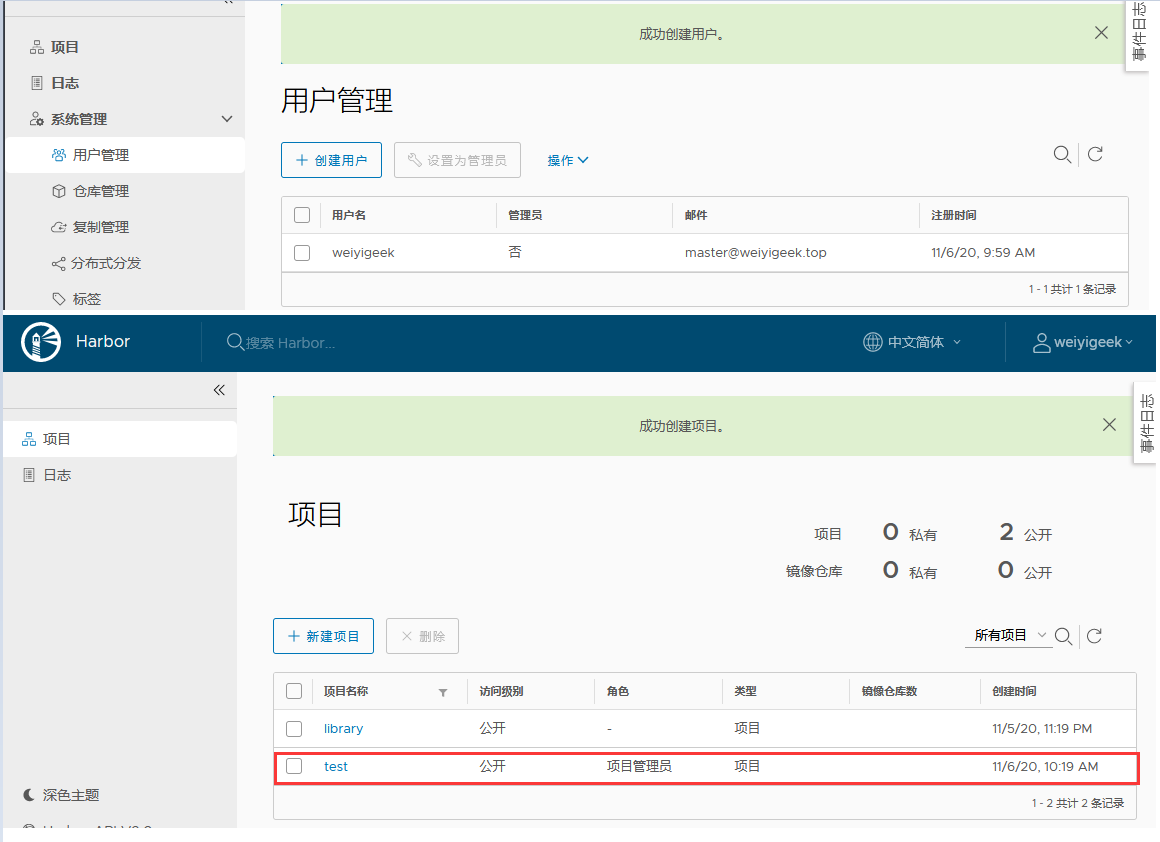 成功创建用户。
事件日志
项目
日志
系统管理
用户管理
仓库管理
复制管理
分布式分发
标签
用户管理
创建用户 设置为管理员 操作
用户名 管理员 邮件 注册时间
weiyigeek 否 master@weiyigeek.top 11/6/20, 9:59 AM
1 - 1 共计 1 条记录
Harbor 搜索 Harbor... 中文简体 weiyigeek
项目
日志
深色主题
成功创建项目。
事件日志
项目
项目 0 私有 2 公开
镜像仓库 0 私有 0 公开
新建项目 删除 所有项目
项目名称 访问级别 角色 类型 镜像仓库数 创建时间
library 公开 - 项目 11/5/20, 11:19 PM
test 公开 项目管理员 项目 11/6/20, 10:19 AM
1 - 2 共计 2 条记录